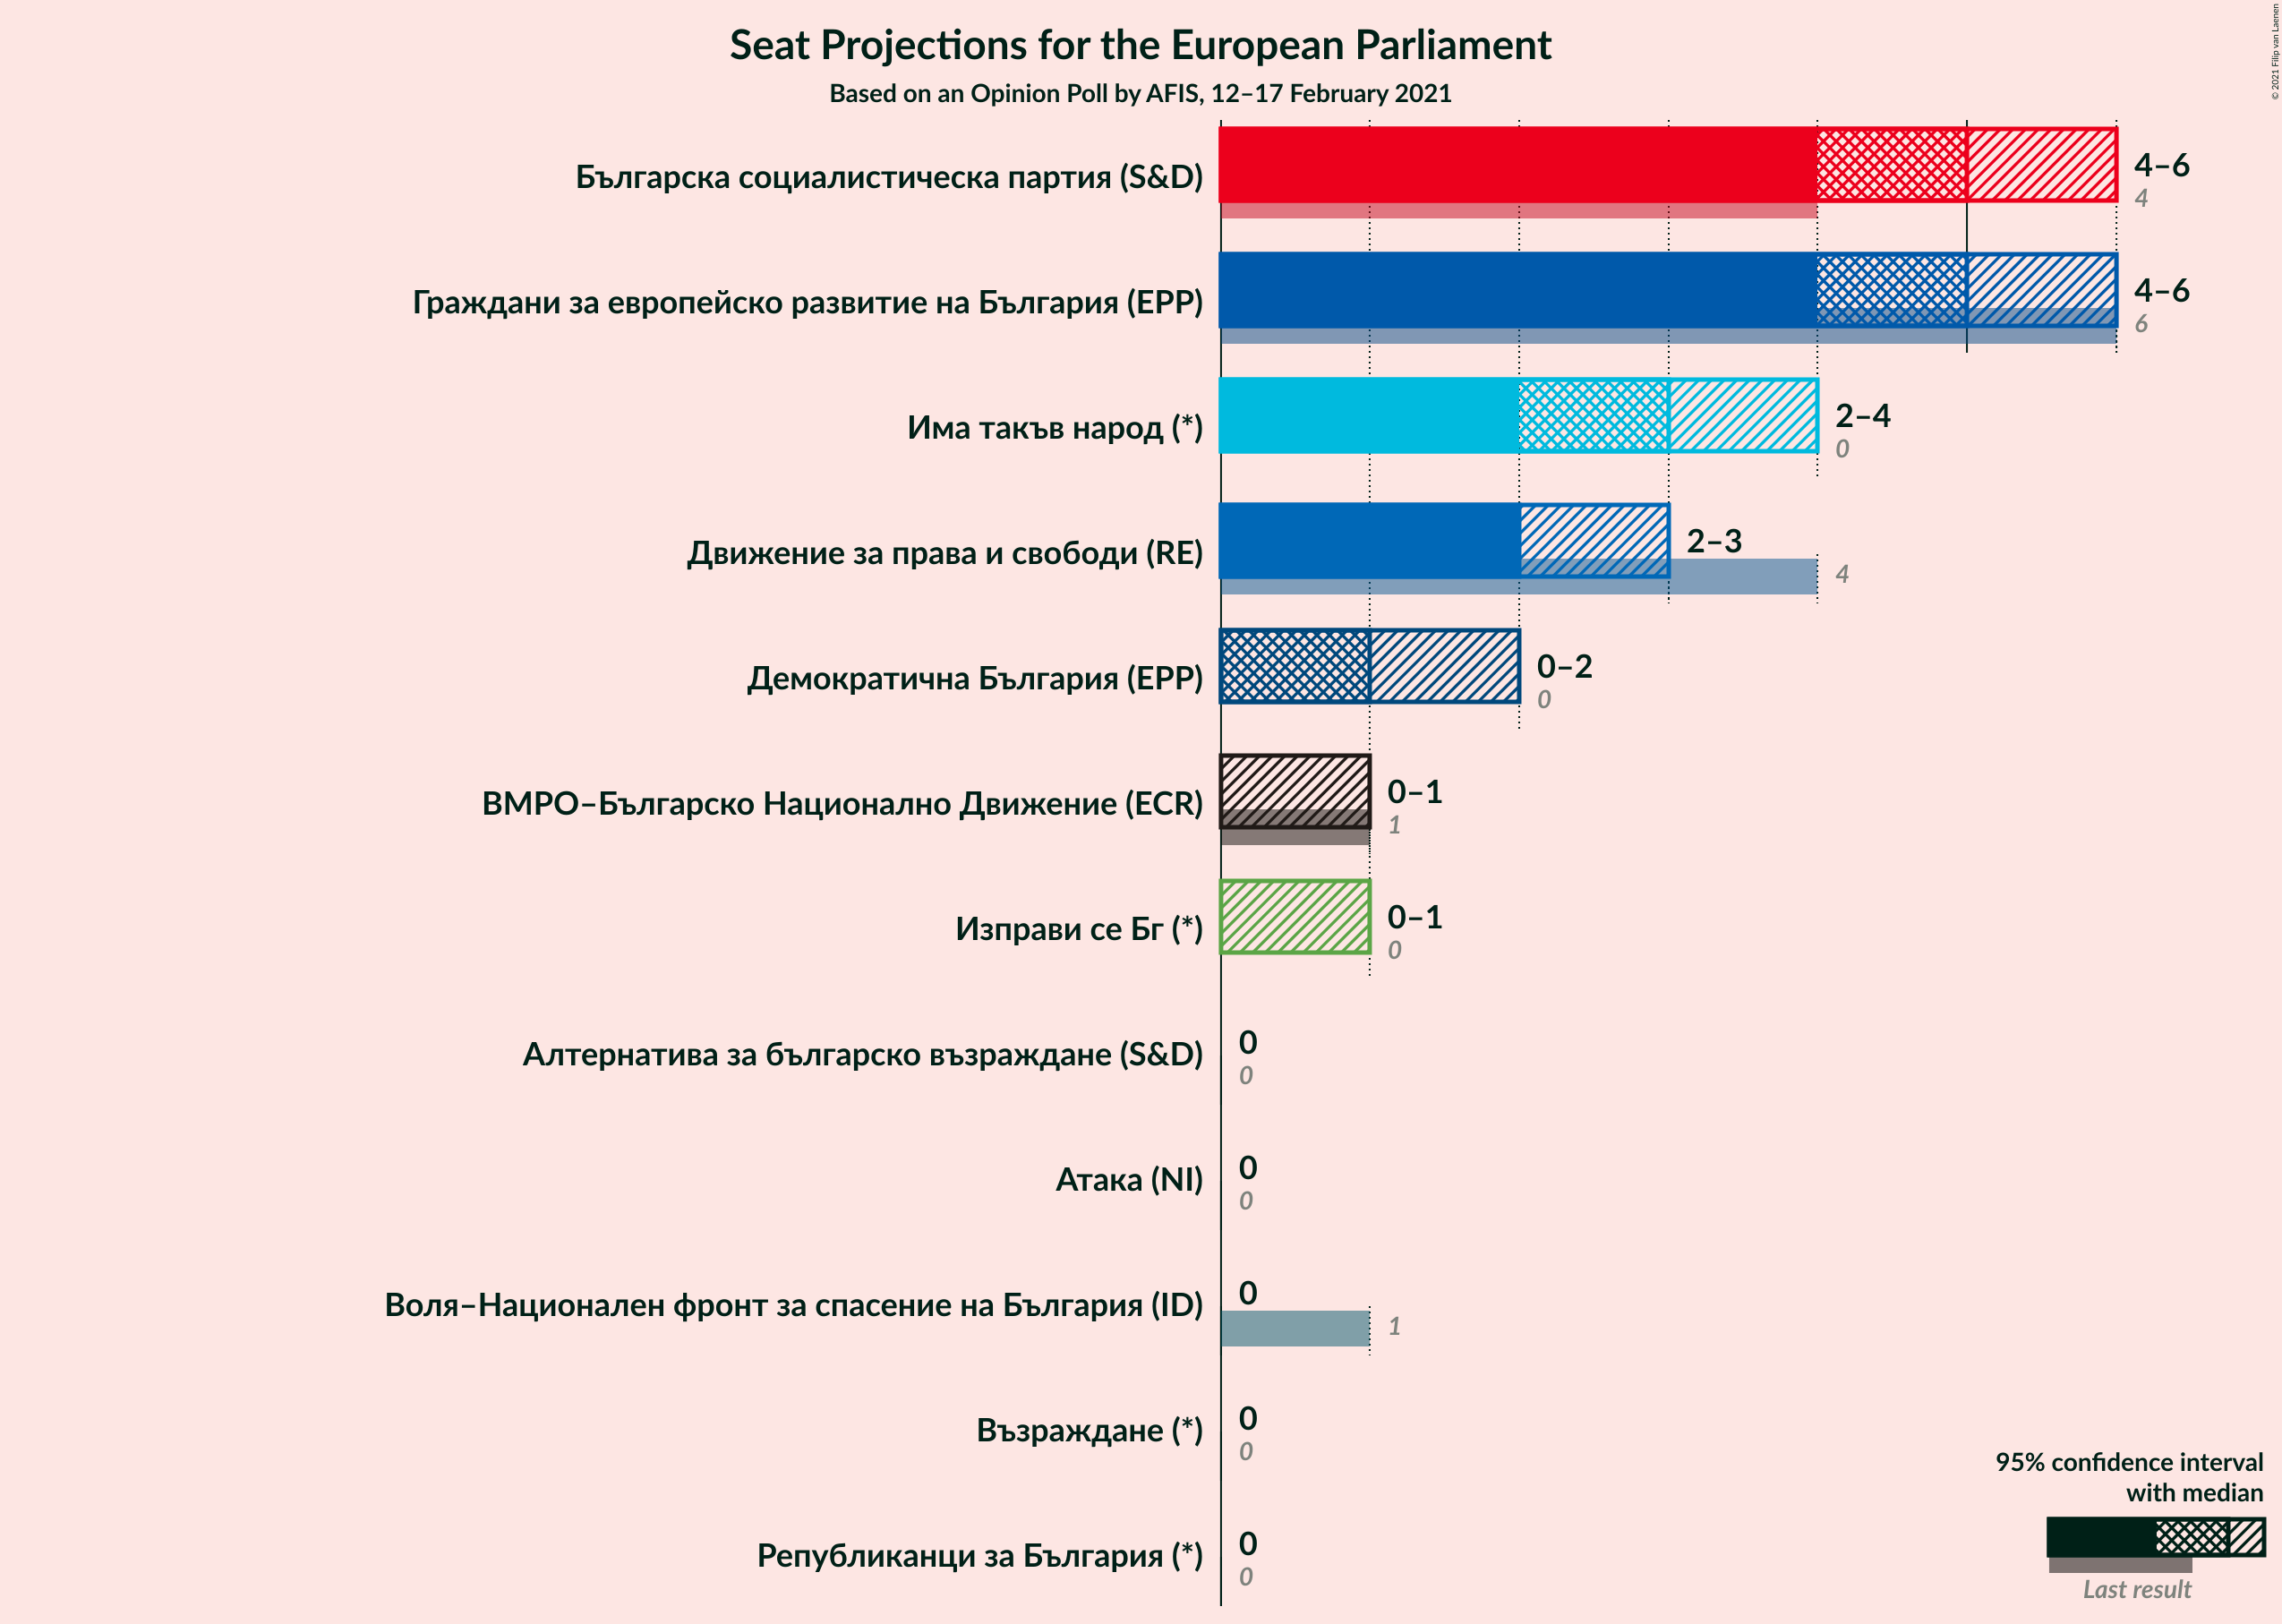 Seat Projections for the European Parliament
Based on an Opinion Poll by AFIS, 12–17 February 2021
© 2021 Filip van Laenen
Българска социалистическа партия (S&D)
4–6
4
Граждани за европейско развитие на България (EPP)
4–6
6
Има такъв народ (*)
2–4
0
Движение за права и свободи (RE)
2–3
4
Демократична България (EPP)
0–2
0
ВМРО–Българско Национално Движение (ECR)
0–1
1
Изправи се Бг (*)
0–1
0
Алтернатива за българско възраждане (S&D)
0
0
Атака (NI)
0
0
Воля–Национален фронт за спасение на България (ID)
0
1
Възраждане (*)
0
0
Републиканци за България (*)
0
0
95% confidence interval
with median
Last result